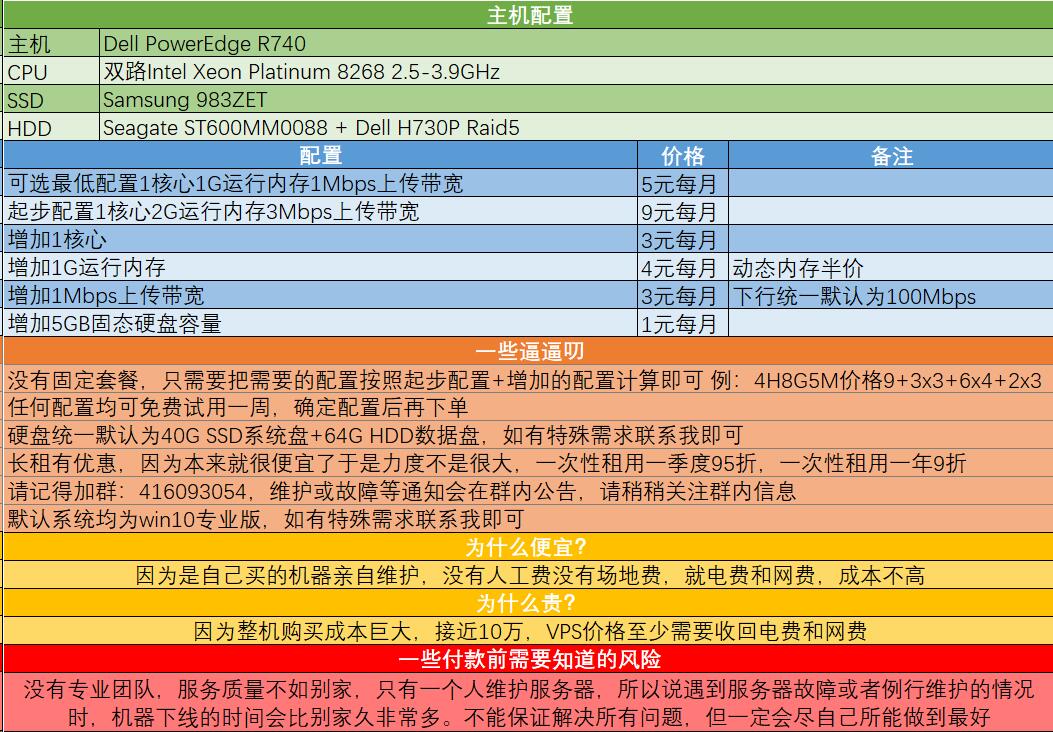 主机配置
主机 Dell PowerEdge R740
CPU 双路Intel Xeon Platinum 8268 2.5-3.9GHz
SSD Samsung 983ZET
HDD Seagate ST600MM0088 + Dell H730P Raid5
配置 价格 备注
可选最低配置1核心1G运行内存1Mbps上传带宽 5元每月
起步配置1核心2G运行内存3Mbps上传带宽 9元每月
增加1核心 3元每月
增加1G运行内存 4元每月 动态内存半价
增加1Mbps上传带宽 3元每月 下行统一默认为100Mbps
增加5GB固态硬盘容量 1元每月
一些逼逼叨
没有固定套餐，只需要把需要的配置按照起步配置+增加的配置计算即可 例：4H8G5M价格9+3x3+6x4+2x3
任何配置均可免费试用一周，确定配置后再下单
硬盘统一默认为40G SSD系统盘+64G HDD数据盘，如有特殊需求联系我即可
长租有优惠，因为本来就很便宜了于是力度不是很大，一次性租用一季度95折，一次性租用一年9折
请记得加群：416093054，维护或故障等通知会在群内公告，请稍稍关注群内信息
默认系统均为win10专业版，如有特殊需求联系我即可
为什么便宜？
因为是自己买的机器亲自维护，没有人工费没有场地费，就电费和网费，成本不高
为什么贵？
因为整机购买成本巨大，接近10万，VPS价格至少需要收回电费和网费
一些付款前需要知道的风险
没有专业团队，服务质量不如别家，只有一个人维护服务器，所以说遇到服务器故障或者例行维护的情况
时，机器下线的时间会比别家久非常多。不能保证解决所有问题，但一定会尽自己所能做到最好